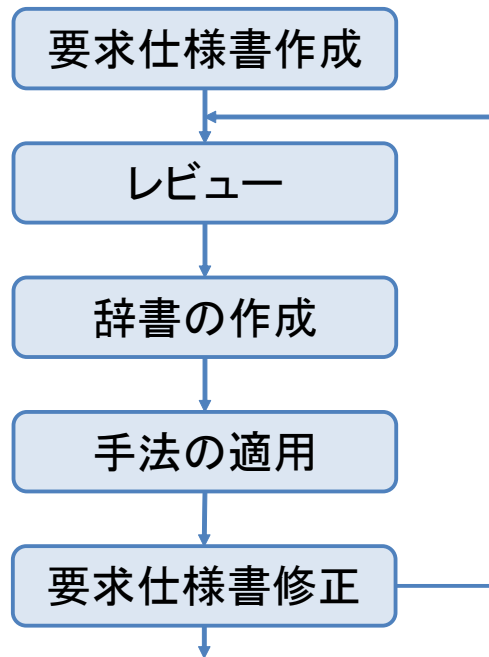 要求仕様書作成
レビュー
辞書の作成
手法の適用
要求仕様書修正